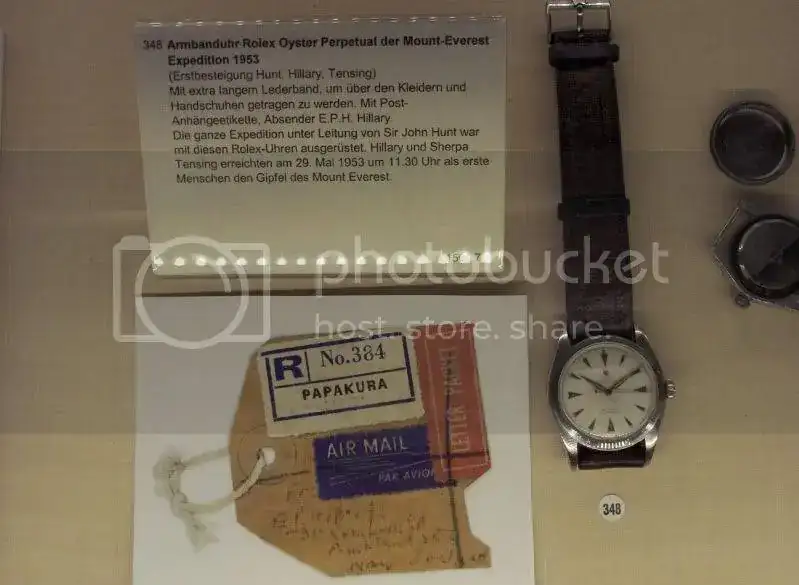 348 Armbanduhr Rolex Oyster Perpetual der Mount-Everest
Expedition 1953
(Erstbesteigung Hunt, Hillary, Tensing)
Mit extra langem Lederband, um über den Kleidern und
Handschuhen getragen zu werden. Mit Post-
Anhängeetikette, Absender E.P.H. Hillary.
Die ganze Expedition unter Leitung von Sir John Hunt war
mit diesen Rolex-Uhren ausgerüstet. Hillary und Sherpa
Tensing erreichten am 29. Mai 1953 um 11.30 Uhr als erste
Menschen den Gipfel des Mount Everest.
photobucket
host. store. share.
R No.384
PAPAKURA
LETTER PACKET
AIR MAIL
PAR AVION
348